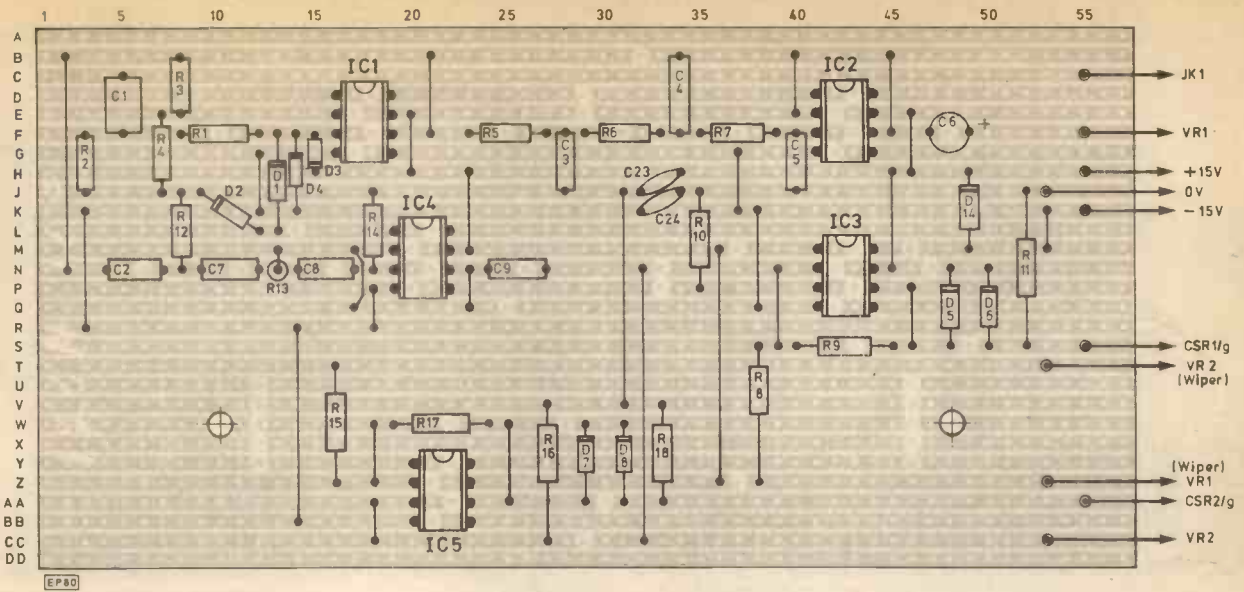 1 5 10 15 20 25 30 35 40 45 50 55
A
B
C
D
E
F
G
H
J
K
L
M
N
P
Q
R
S
T
U
V
W
X
Y
Z
AA
BB
CC
DD
IC1
IC2
IC3
IC4
IC5
C1
R3
R2
R4
R1
D1
D4
D3
D2
R12
R14
C2
C7
R13
C8
C9
R5
C3
R6
C4
R7
C5
C6 +
C23
C24
R10
D14
R11
D5
D6
R9
R8
R15
R17
R16
D7
D8
R18
JK1
VR1
+15V
0V
-15V
CSR1/g
VR2
(Wiper)
(Wiper)
VR1
CSR2/g
VR2
EP80